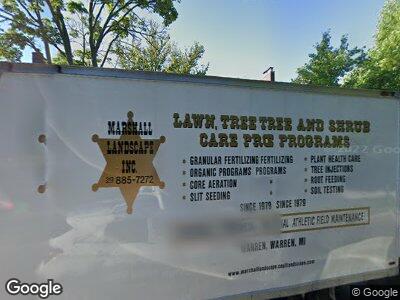 MARSHALL
LANDSCAPE
INC.
885-7272
LAWN, TREE TREE AND SHRUB
CARE PRO PROGRAMS
• GRANULAR FERTILIZING FERTILIZING
• ORGANIC PROGRAMS PROGRAMS
• CORE AERATION
• SLIT SEEDING
• PLANT HEALTH CARE
• TREE INJECTIONS
• ROOT FEEDING
• SOIL TESTING
SINCE 1979 SINCE 1979
AL ATHLETIC FIELD MAINTENANCE
WARREN, WARREN, MI
© Google
© Google